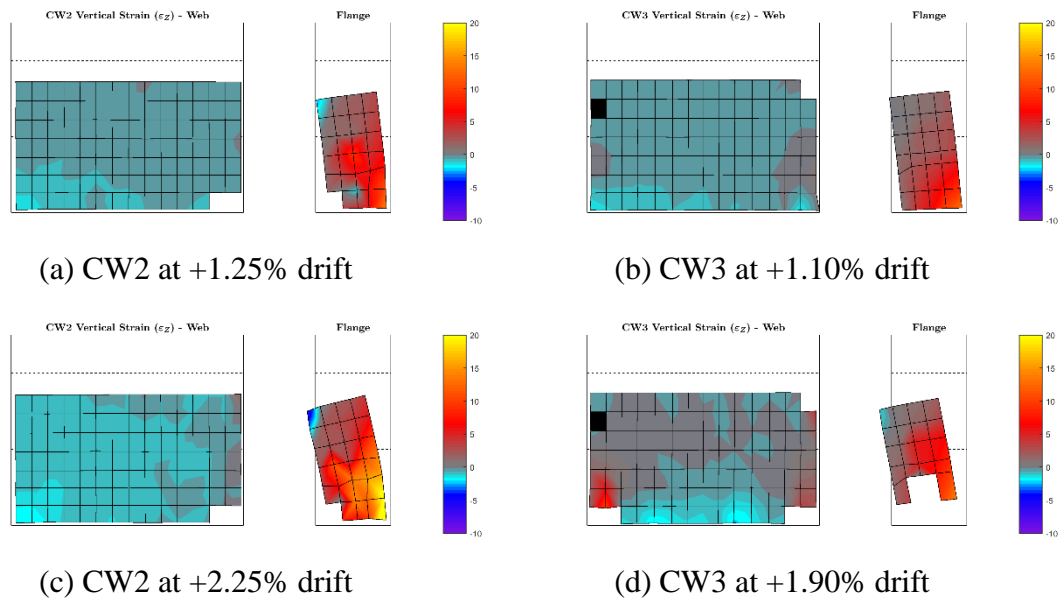 CW2 Vertical Strain (εZ) - Web
Flange
20
15
10
5
0
-5
-10
CW3 Vertical Strain (εZ) - Web
Flange
20
15
10
5
0
-5
-10
(a) CW2 at +1.25% drift
(b) CW3 at +1.10% drift
CW2 Vertical Strain (εZ) - Web
Flange
20
15
10
5
0
-5
-10
CW3 Vertical Strain (εZ) - Web
Flange
20
15
10
5
0
-5
-10
(c) CW2 at +2.25% drift
(d) CW3 at +1.90% drift